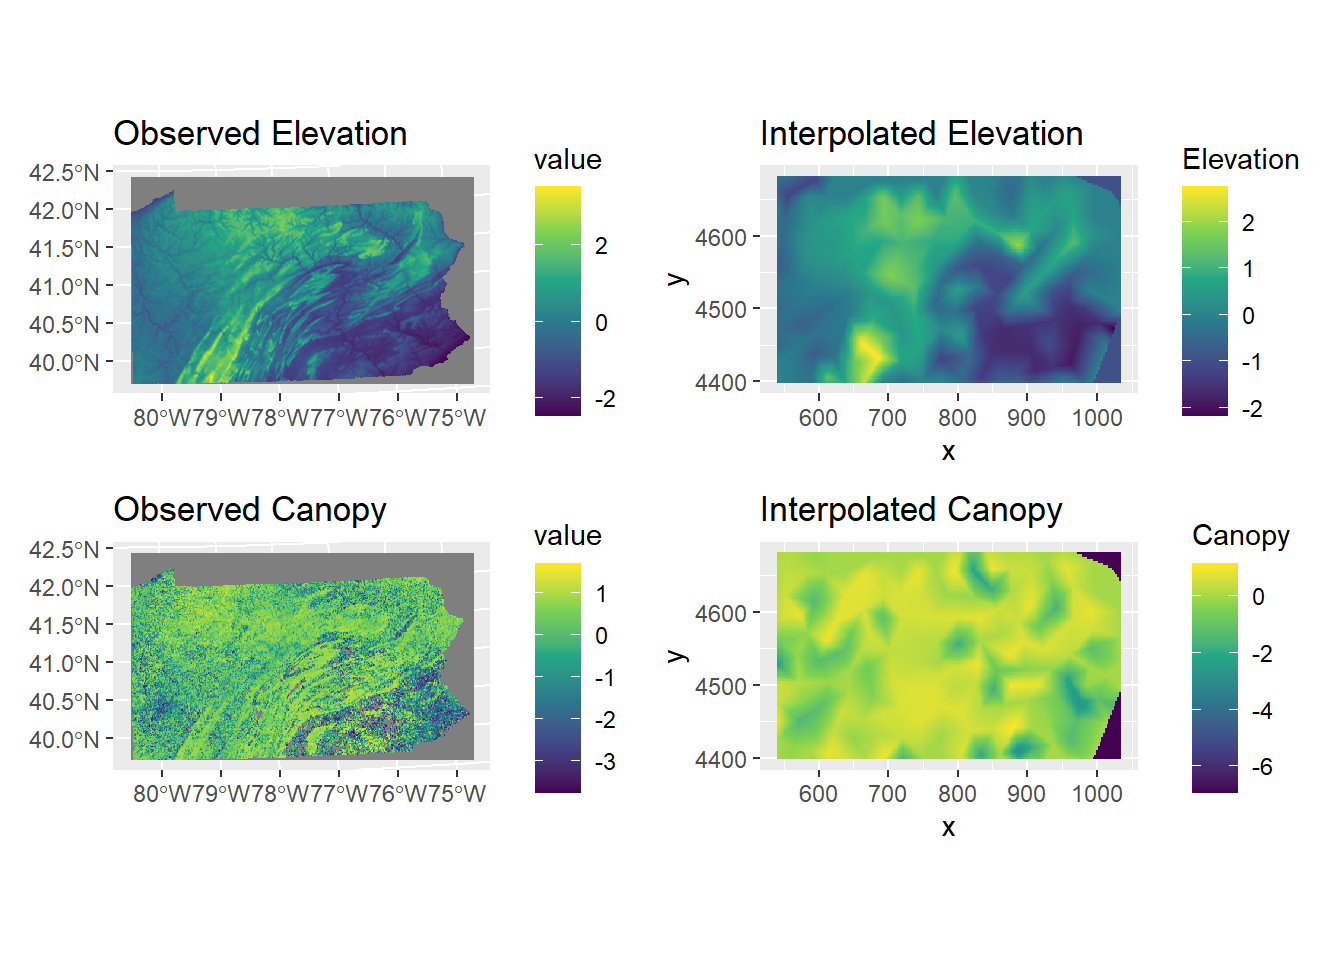 Observed Elevation
42.5°N
42.0°N
41.5°N
41.0°N
40.5°N
40.0°N
80°W79°W78°W77°W76°W75°W
value
2
0
-2
Interpolated Elevation
y
4600
4500
4400
600 700 800 900 1000
x
Elevation
2
1
0
-1
-2
Observed Canopy
42.5°N
42.0°N
41.5°N
41.0°N
40.5°N
40.0°N
80°W79°W78°W77°W76°W75°W
value
1
0
-1
-2
-3
Interpolated Canopy
y
4600
4500
4400
600 700 800 900 1000
x
Canopy
0
-2
-4
-6